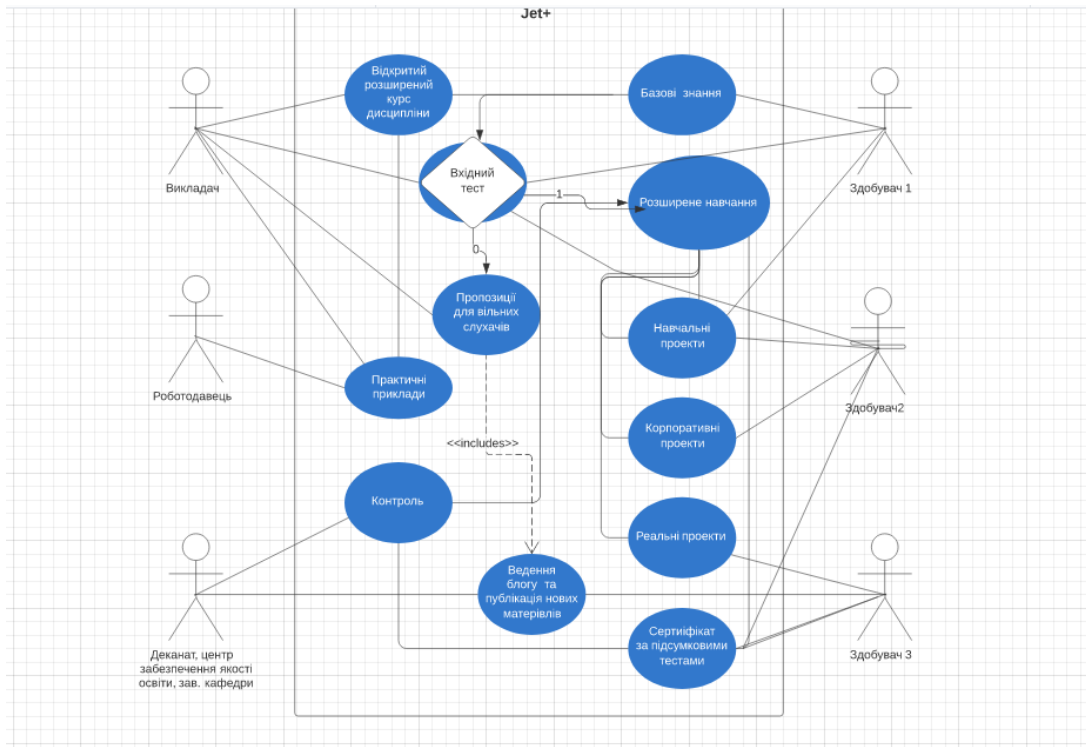 Jet+
Відкритий
розширений
курс
дисципліни
Базові знання
Вхідний
тест
Викладач
Здобувач 1
1
Розширене навчання
0
Пропозиції
для вільних
слухачів
Навчальні
проекти
Роботодавець
Практичні
приклади
Здобувач2
Корпоративні
проекти
<<includes>>
Контроль
Реальні проекти
Ведення
блогу та
публікація нових
матерівлів
Сертиіфікат
за підсумковими
тестами
Деканат, центр
забезпечення якості
освіти, зав. кафедри
Здобувач 3